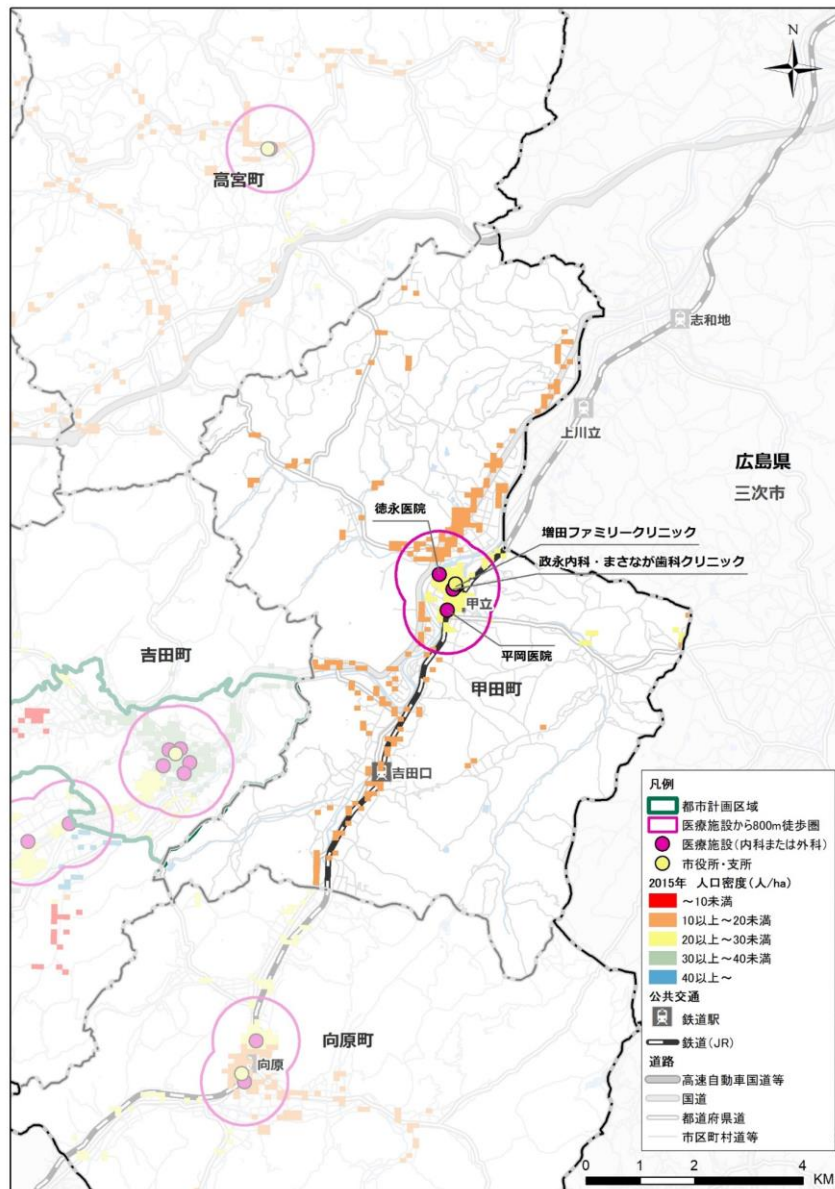 N
高宮町
志和地
上川立
広島県
三次市
徳永医院
増田ファミリークリニック
政永内科・まさなが歯科クリニック
甲立
平岡医院
吉田町
甲田町
吉田口
向原町
向原
凡例
都市計画区域
医療施設から800m徒歩圏
医療施設(内科または外科)
市役所・支所
2015年 人口密度(人/ha)
～10未満
10以上～20未満
20以上～30未満
30以上～40未満
40以上～
公共交通
鉄道駅
鉄道(JR)
道路
高速自動車国道等
国道
都道府県道
市区町村道等
0 1 2 4
KM